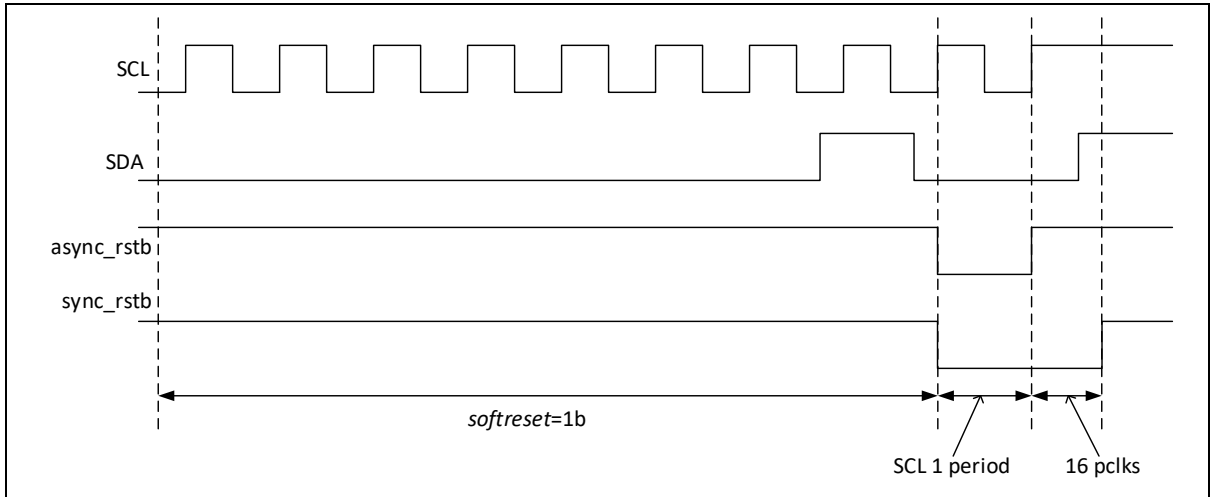 SCL
SDA
async_rstb
sync_rstb
softreset=1b
SCL 1 period
16 pclks